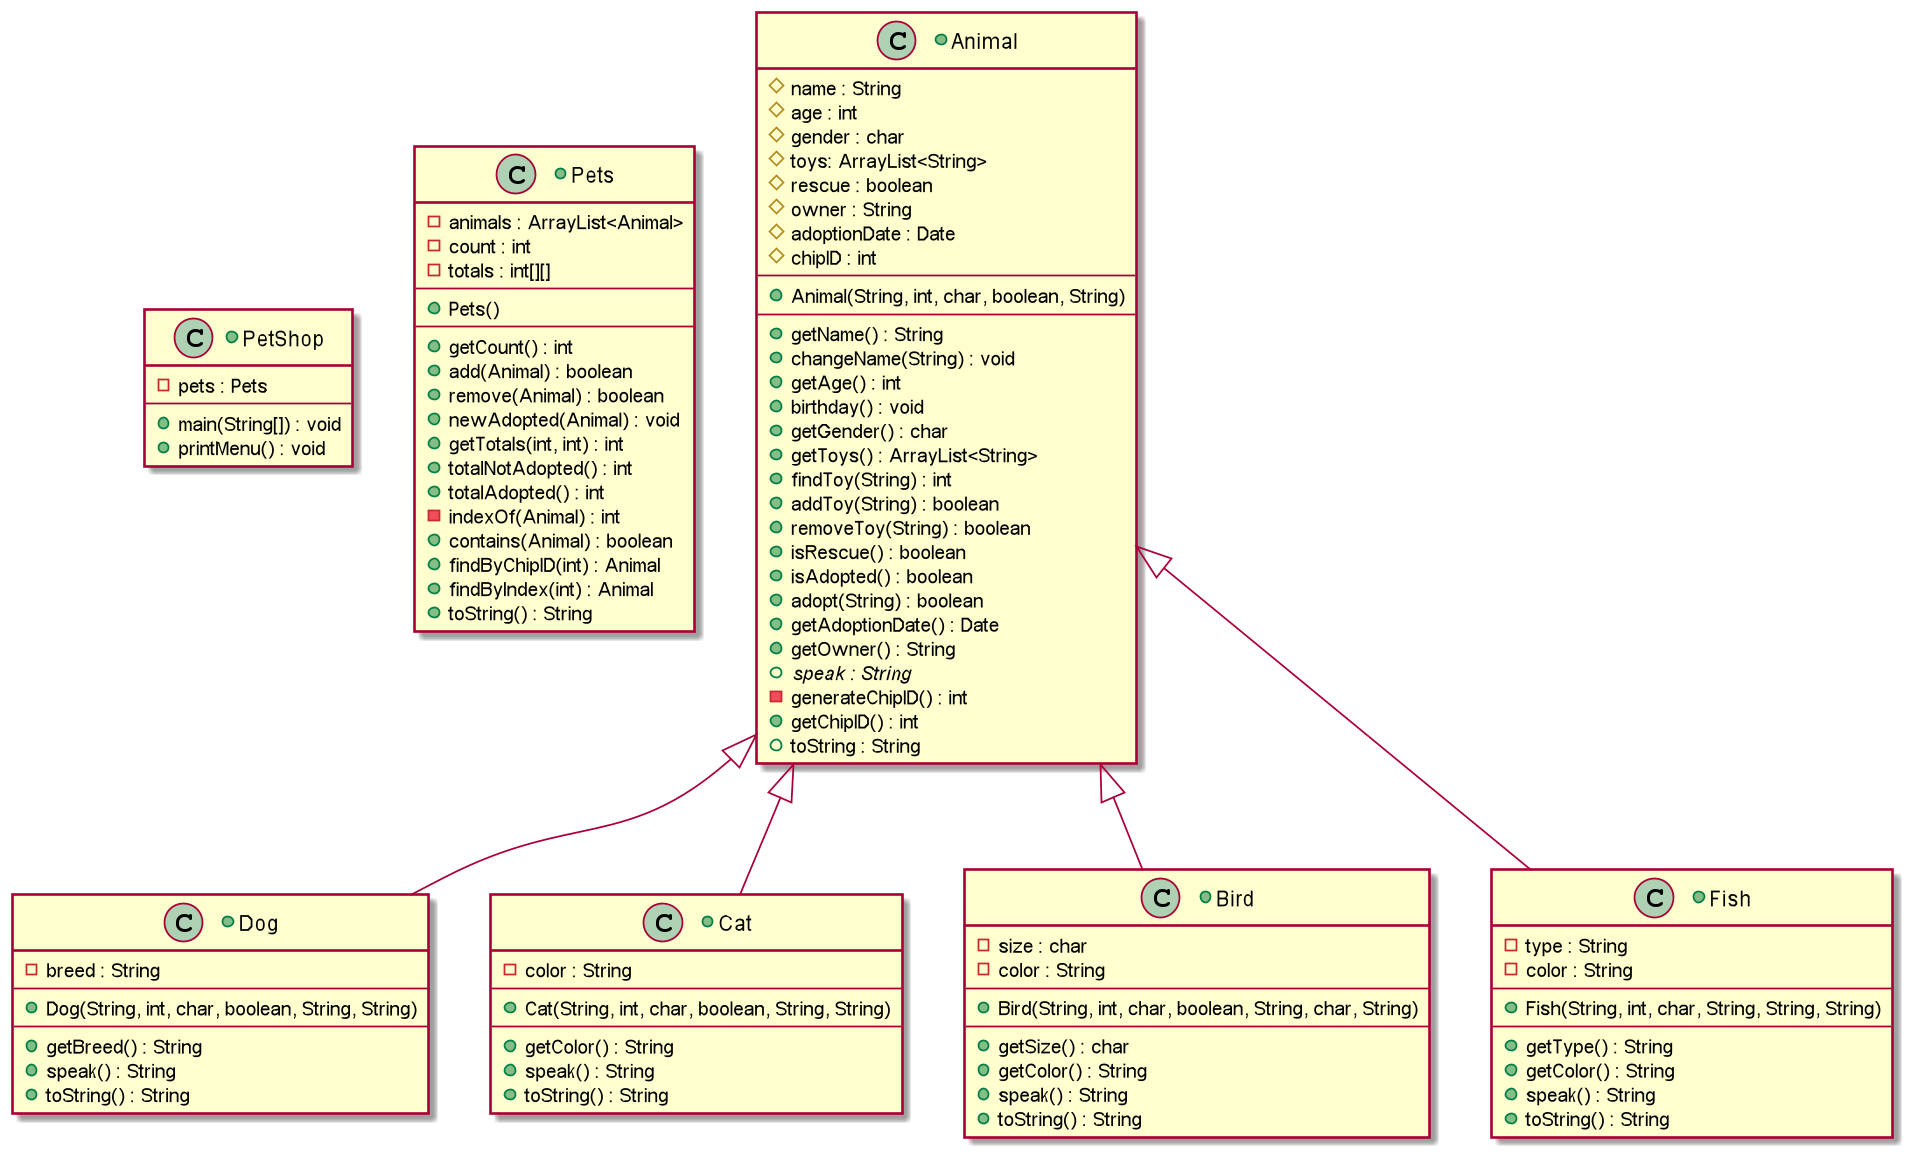 C PetShop
pets : Pets
main(String[]) : void
printMenu() : void
C Pets
animals : ArrayList<Animal>
count : int
totals : int[][]
Pets()
getCount() : int
add(Animal) : boolean
remove(Animal) : boolean
newAdopted(Animal) : void
getTotals(int, int) : int
totalNotAdopted() : int
totalAdopted() : int
indexOf(Animal) : int
contains(Animal) : boolean
findByChipID(int) : Animal
findByIndex(int) : Animal
toString() : String
C Animal
name : String
age : int
gender : char
toys: ArrayList<String>
rescue : boolean
owner : String
adoptionDate : Date
chipID : int
Animal(String, int, char, boolean, String)
getName() : String
changeName(String) : void
getAge() : int
birthday() : void
getGender() : char
getToys() : ArrayList<String>
findToy(String) : int
addToy(String) : boolean
removeToy(String) : boolean
isRescue() : boolean
isAdopted() : boolean
adopt(String) : boolean
getAdoptionDate() : Date
getOwner() : String
speak : String
generateChipID() : int
getChipID() : int
toString : String
C Dog
breed : String
Dog(String, int, char, boolean, String, String)
getBreed() : String
speak() : String
toString() : String
C Cat
color : String
Cat(String, int, char, boolean, String, String)
getColor() : String
speak() : String
toString() : String
C Bird
size : char
color : String
Bird(String, int, char, boolean, String, char, String)
getSize() : char
getColor() : String
speak() : String
toString() : String
C Fish
type : String
color : String
Fish(String, int, char, String, String, String)
getType() : String
getColor() : String
speak() : String
toString() : String